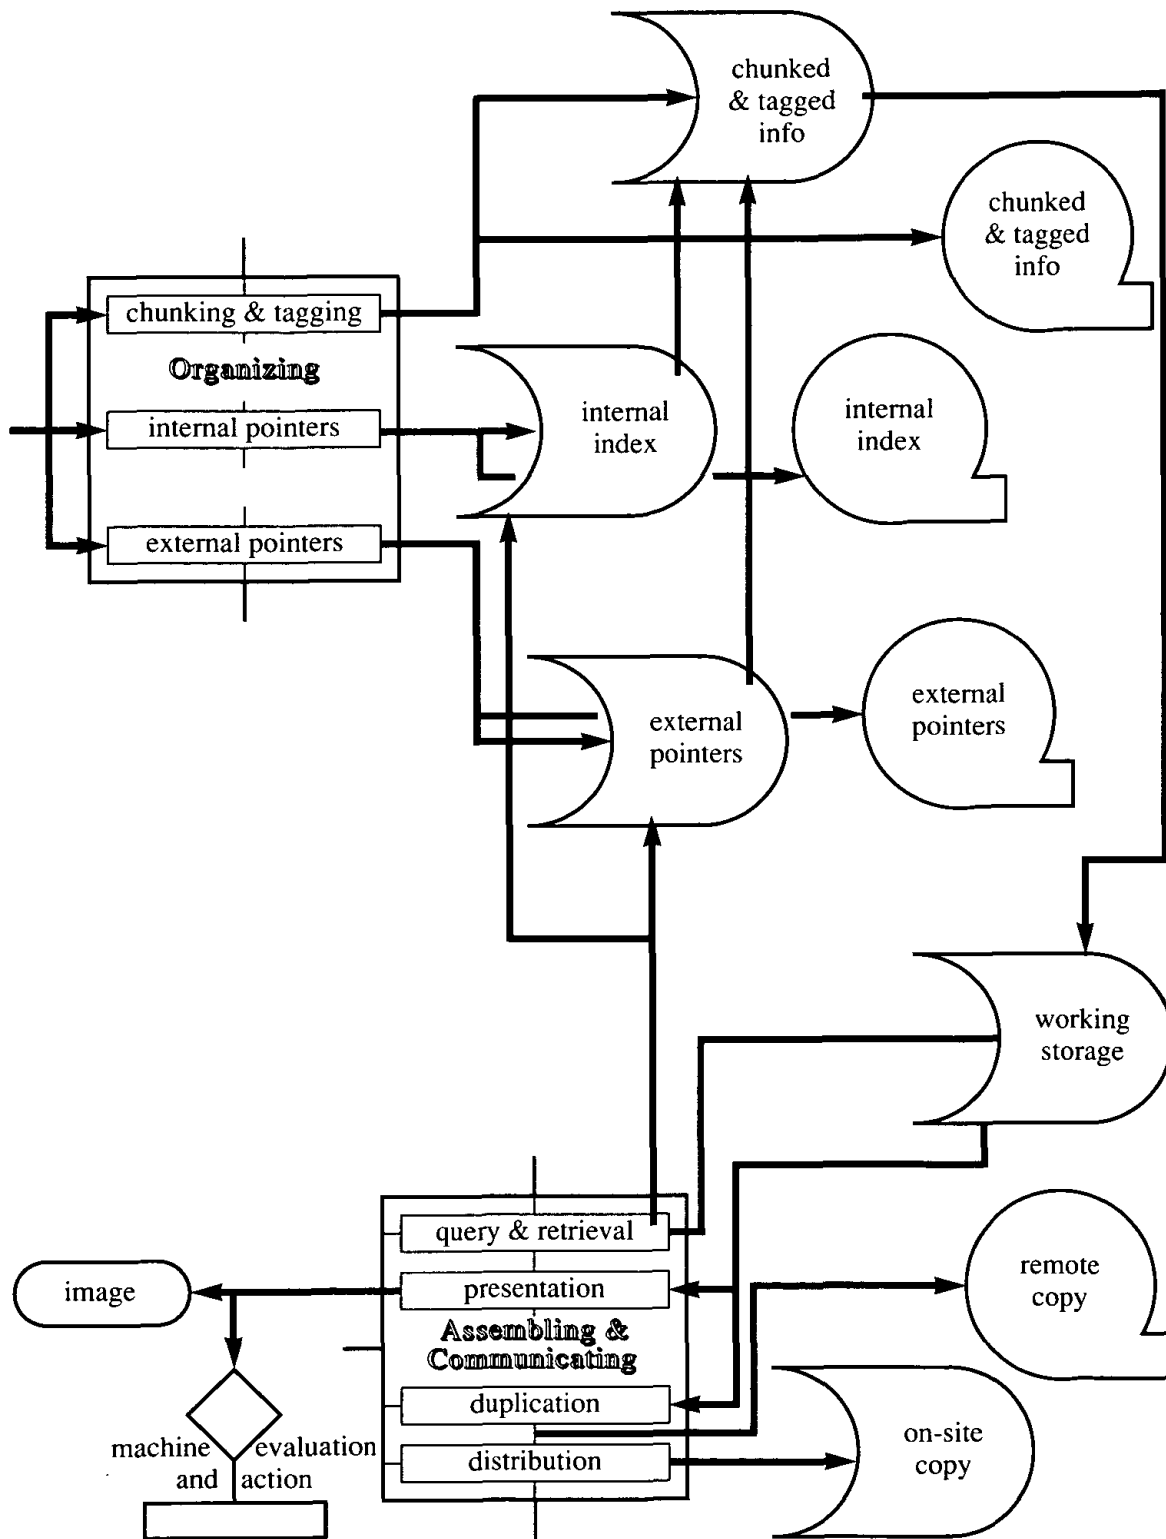 chunked
& tagged
info
chunked
& tagged
info
chunking & tagging
Organizing
internal pointers
external pointers
internal
index
internal
index
external
pointers
external
pointers
working
storage
query & retrieval
presentation
Assembling &
Communicating
duplication
distribution
image
machine evaluation
and action
remote
copy
on-site
copy